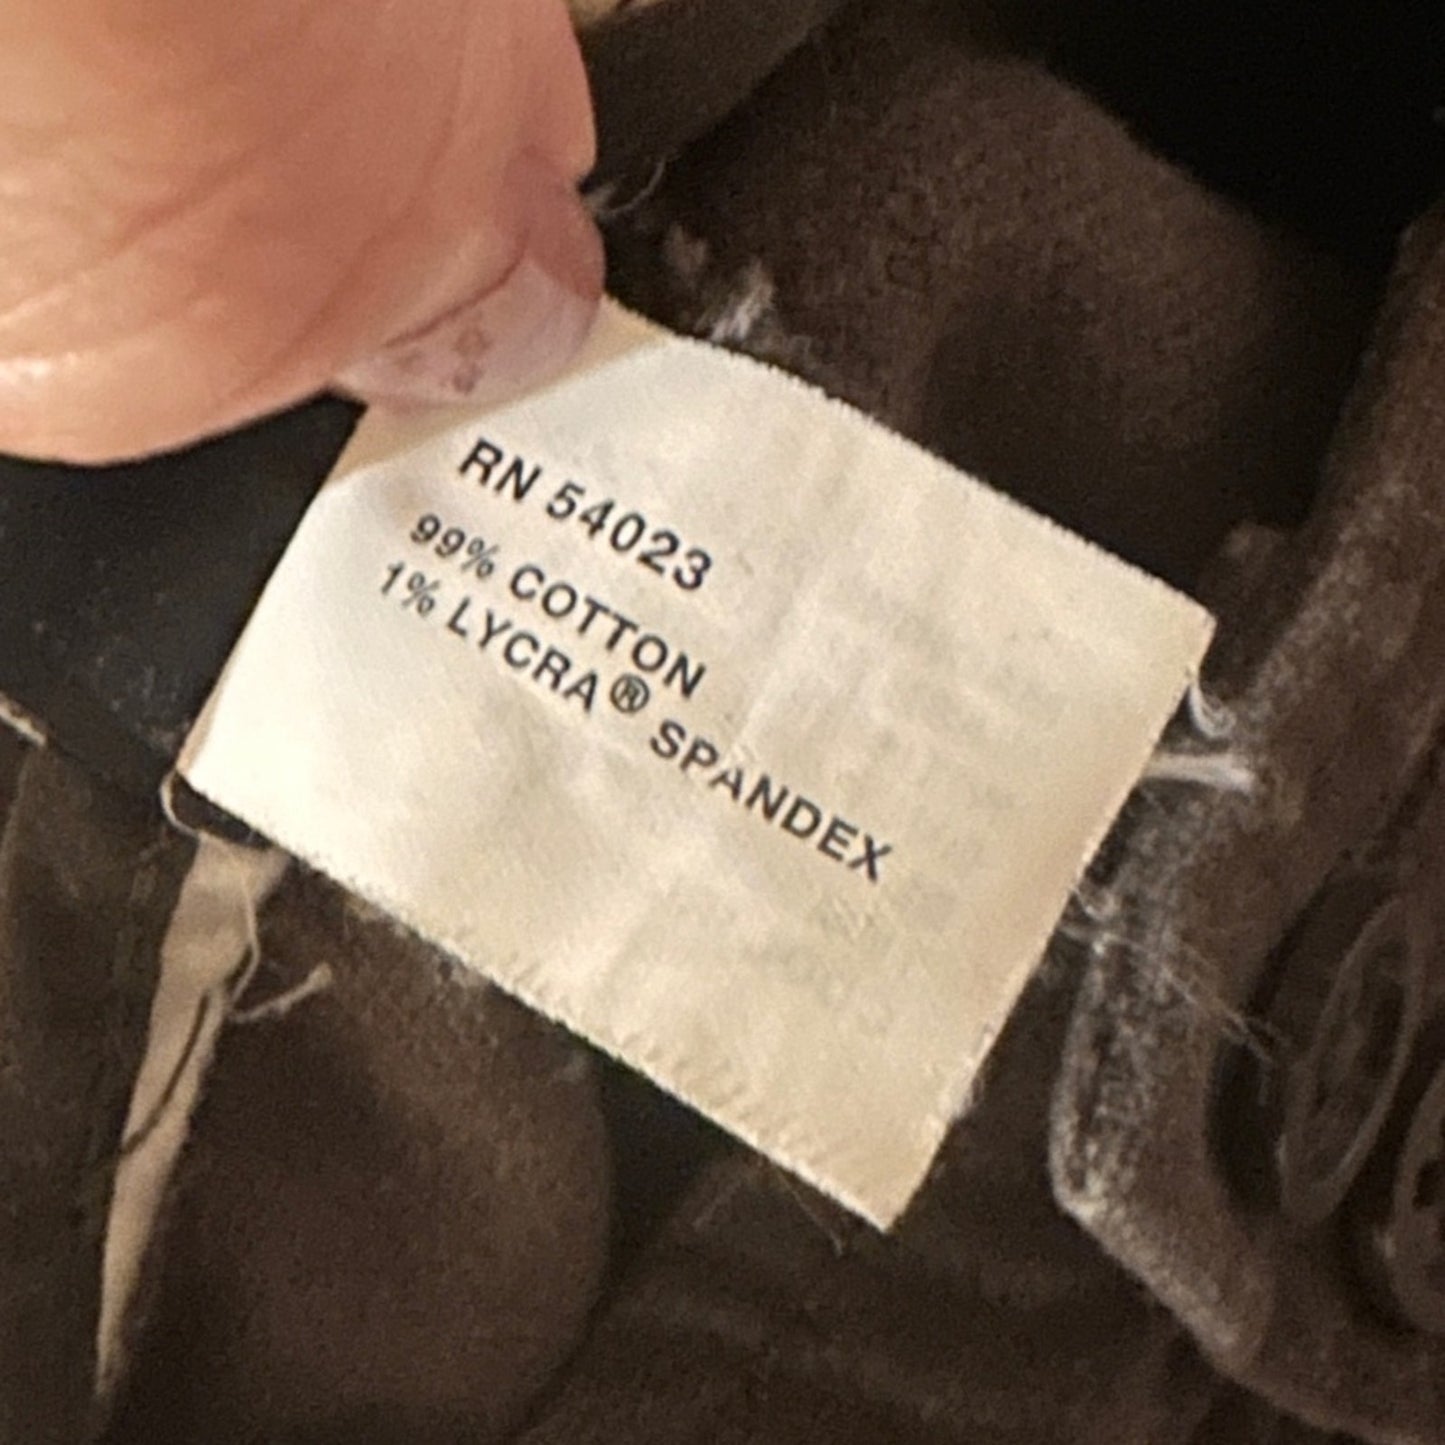 RN 54023
99% COTTON
1% LYCRA® SPANDEX